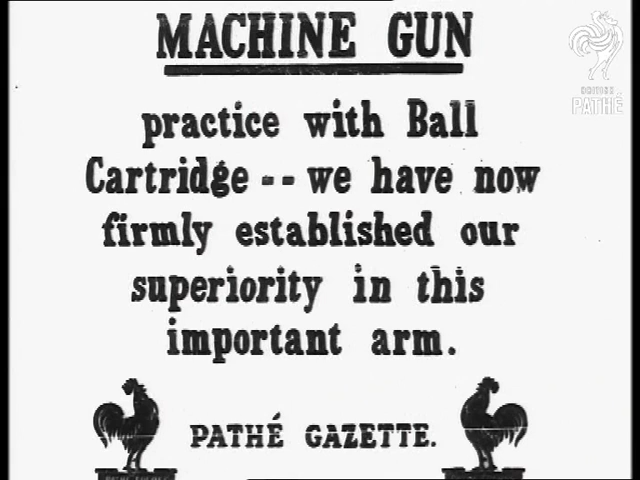 MACHINE GUN
BRITISH
PATHÉ
practice with Ball
Cartridge -- we have now
firmly established our
superiority in this
important arm.
PATHÉ GAZETTE.